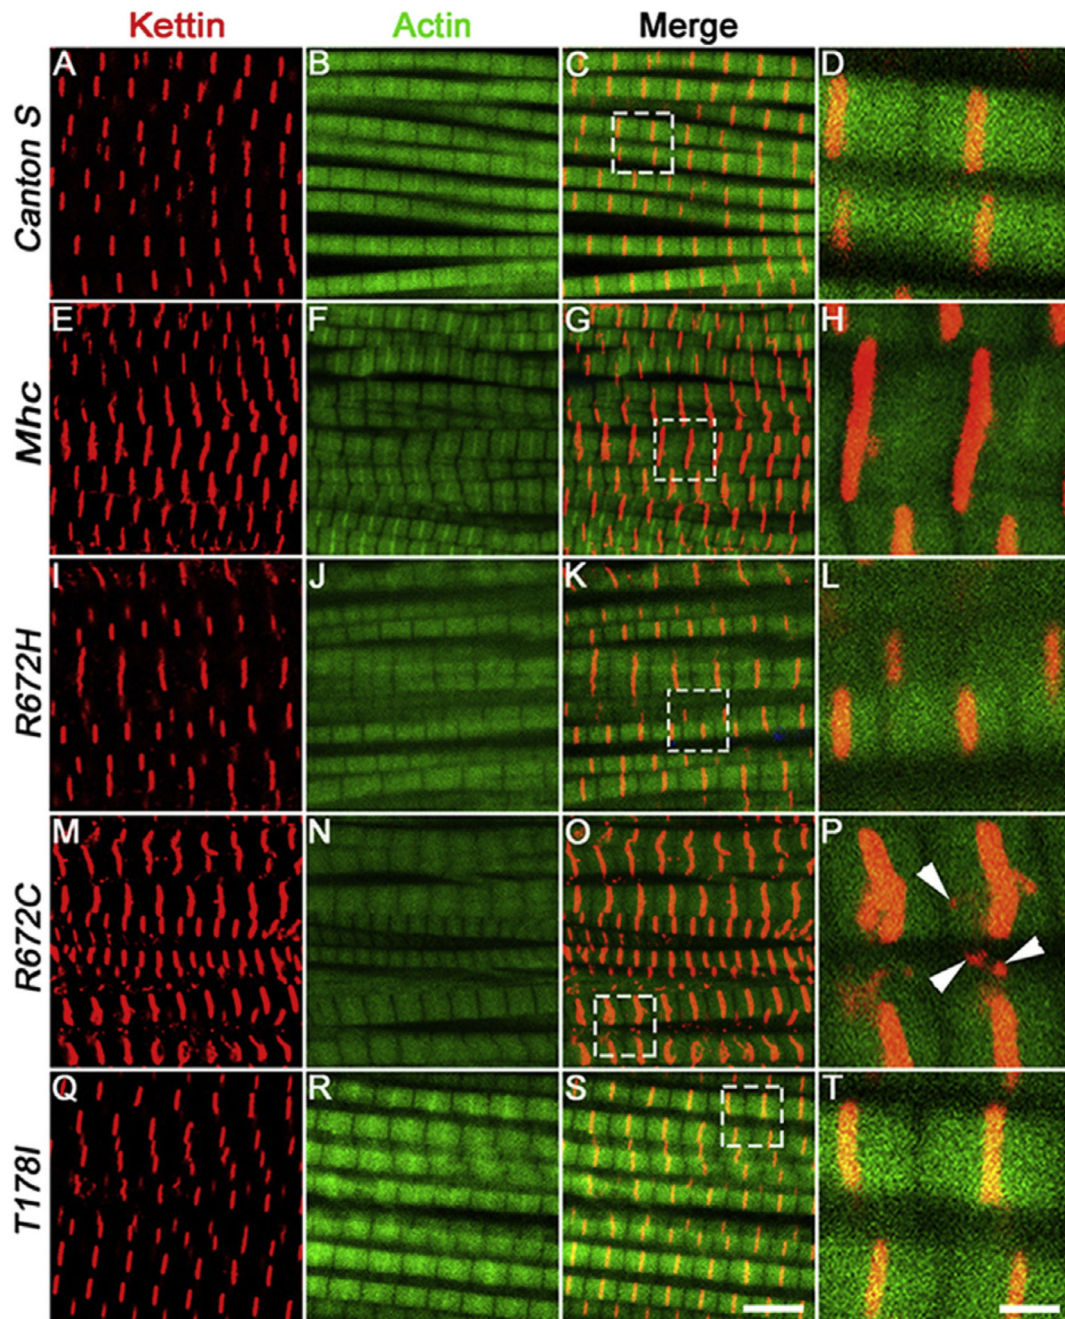 Kettin Actin Merge
Canton S
A B C D
Mhc
E F G H
R672H
I J K L
R672C
M N O P
T178I
Q R S T